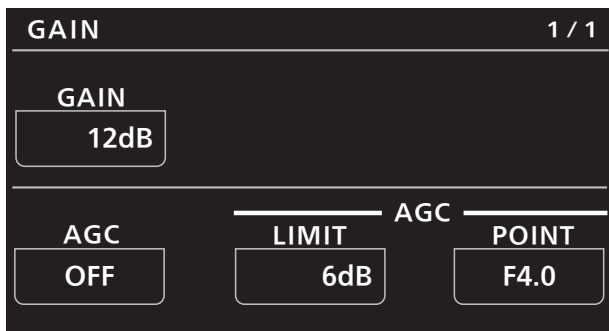 GAIN 1/1
GAIN
12dB
AGC
AGC LIMIT POINT
OFF 6dB F4.0